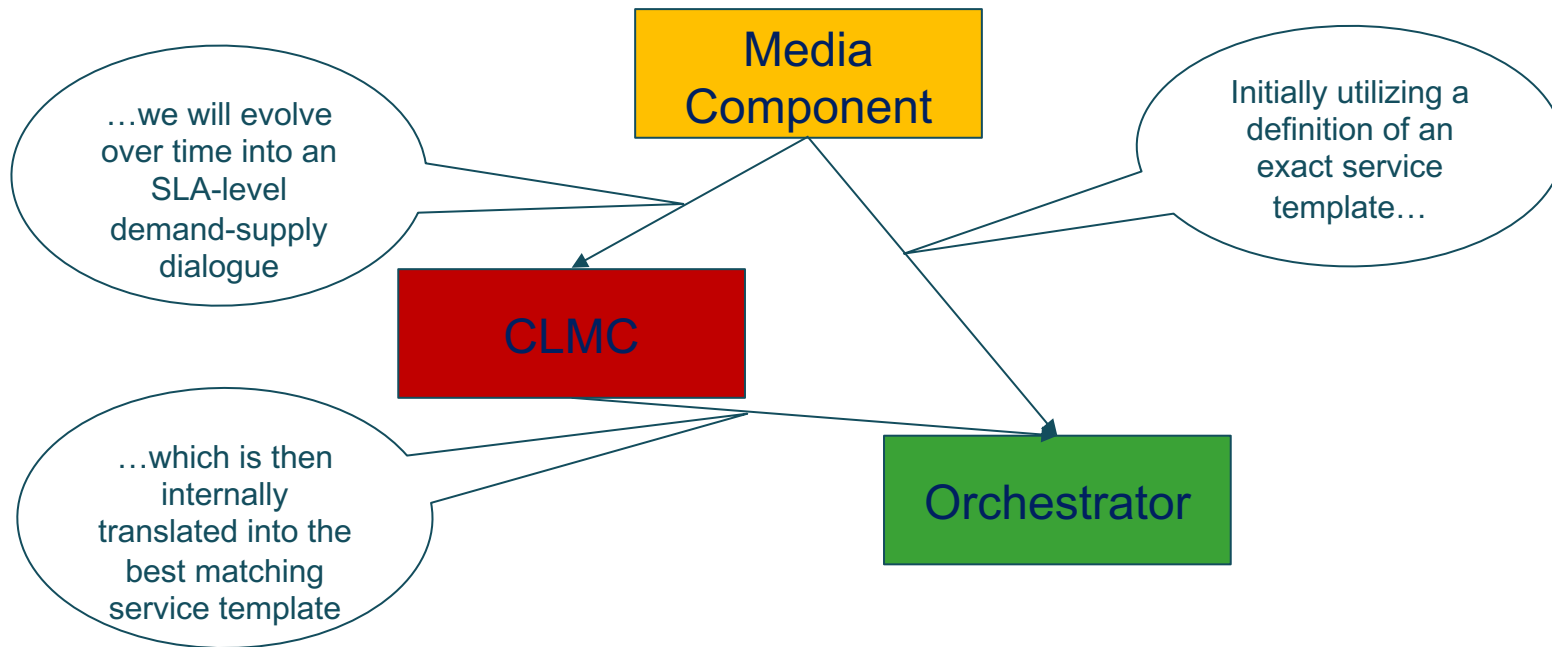 Media
Component
Initially utilizing a
definition of an
exact service
template…
…we will evolve
over time into an
SLA-level
demand-supply
dialogue
CLMC
…which is then
internally
translated into the
best matching
service template
Orchestrator